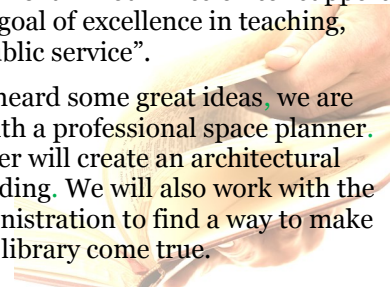 goal of excellence in teaching,
blic service”.
heard some great ideas, we are
th a professional space planner.
er will create an architectural
ding. We will also work with the
nistration to find a way to make
library come true.